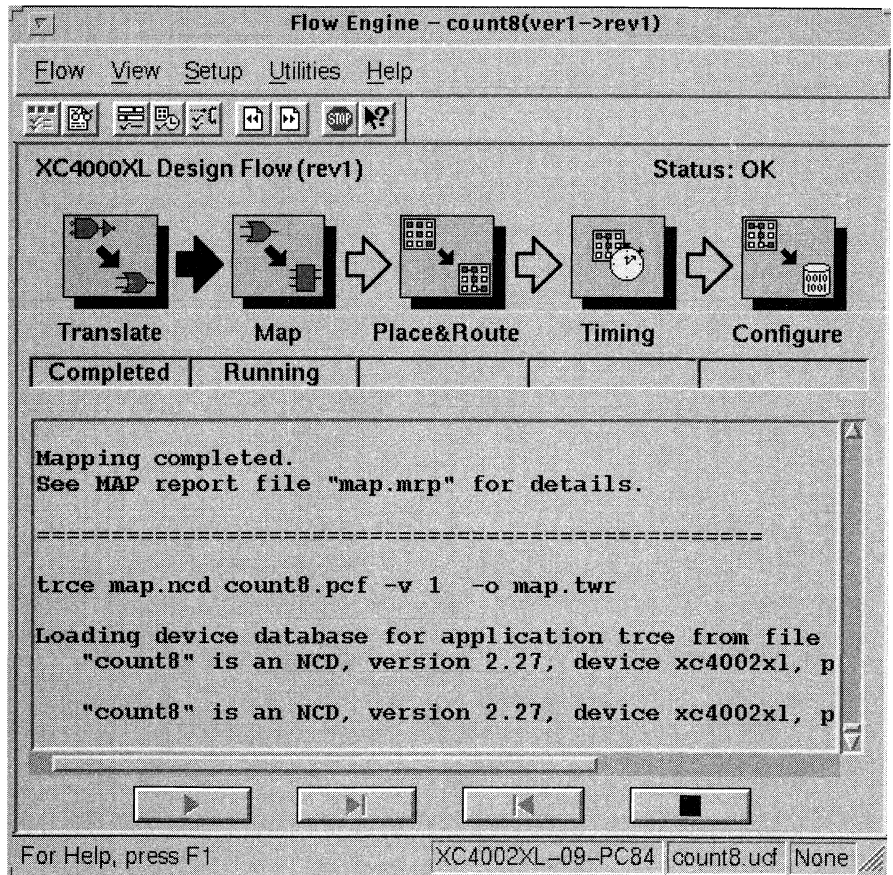 Flow Engine – count8(ver1–>rev1)
Flow View Setup Utilities Help
STOP
XC4000XL Design Flow (rev1) Status: OK
0010
1001
Translate Map Place&Route Timing Configure
Completed Running
Mapping completed.
See MAP report file "map.mrp" for details.
================================================
trce map.ncd count8.pcf -v 1 -o map.twr
Loading device database for application trce from file
"count8" is an NCD, version 2.27, device xc4002xl, p
"count8" is an NCD, version 2.27, device xc4002xl, p
For Help, press F1 XC4002XL–09–PC84 count8.ucf None